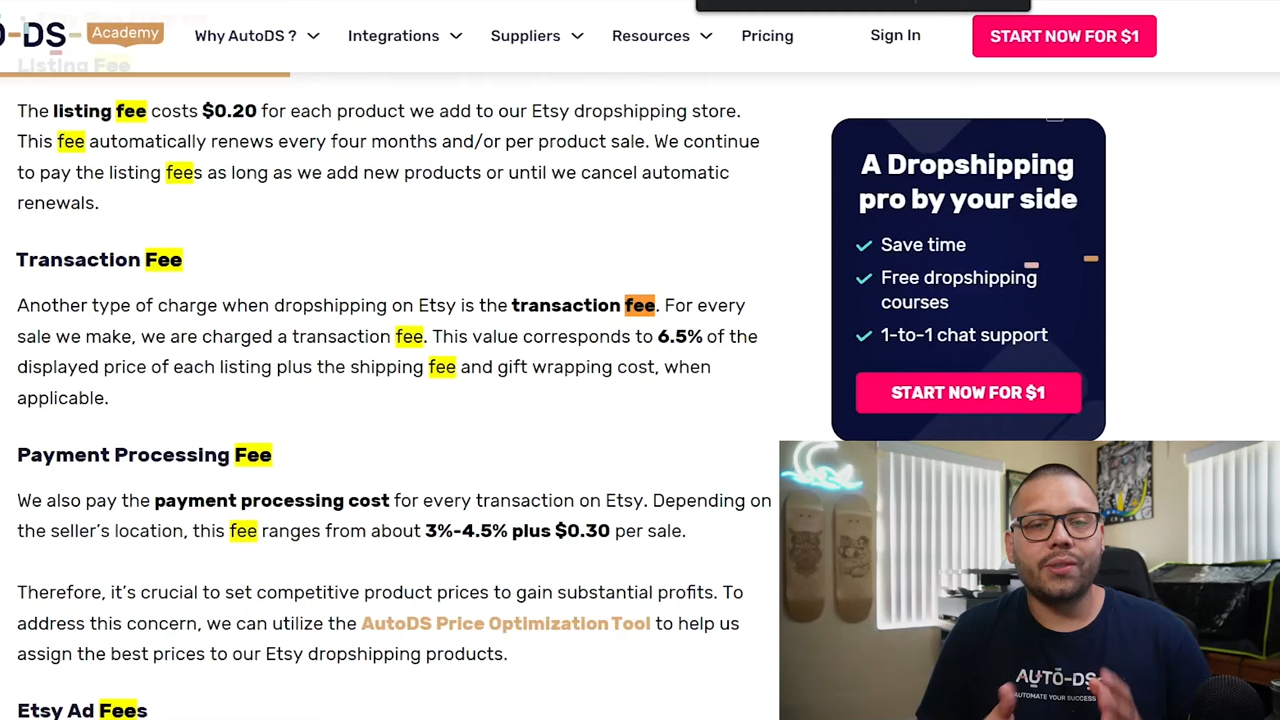 DS
Academy
Why AutoDS ?
Integrations
Suppliers
Resources
Pricing
Sign In
START NOW FOR $1
Listing Fee
The listing fee costs $0.20 for each product we add to our Etsy dropshipping store.
This fee automatically renews every four months and/or per product sale. We continue
to pay the listing fees as long as we add new products or until we cancel automatic
renewals.
Transaction Fee
Another type of charge when dropshipping on Etsy is the transaction fee. For every
sale we make, we are charged a transaction fee. This value corresponds to 6.5% of the
displayed price of each listing plus the shipping fee and gift wrapping cost, when
applicable.
Payment Processing Fee
We also pay the payment processing cost for every transaction on Etsy. Depending on
the seller’s location, this fee ranges from about 3%-4.5% plus $0.30 per sale.
Therefore, it’s crucial to set competitive product prices to gain substantial profits. To
address this concern, we can utilize the AutoDS Price Optimization Tool to help us
assign the best prices to our Etsy dropshipping products.
Etsy Ad Fees
A Dropshipping
pro by your side
Save time
Free dropshipping
courses
1-to-1 chat support
START NOW FOR $1
AUTO-DS
AUTOMATE YOUR SUCCESS